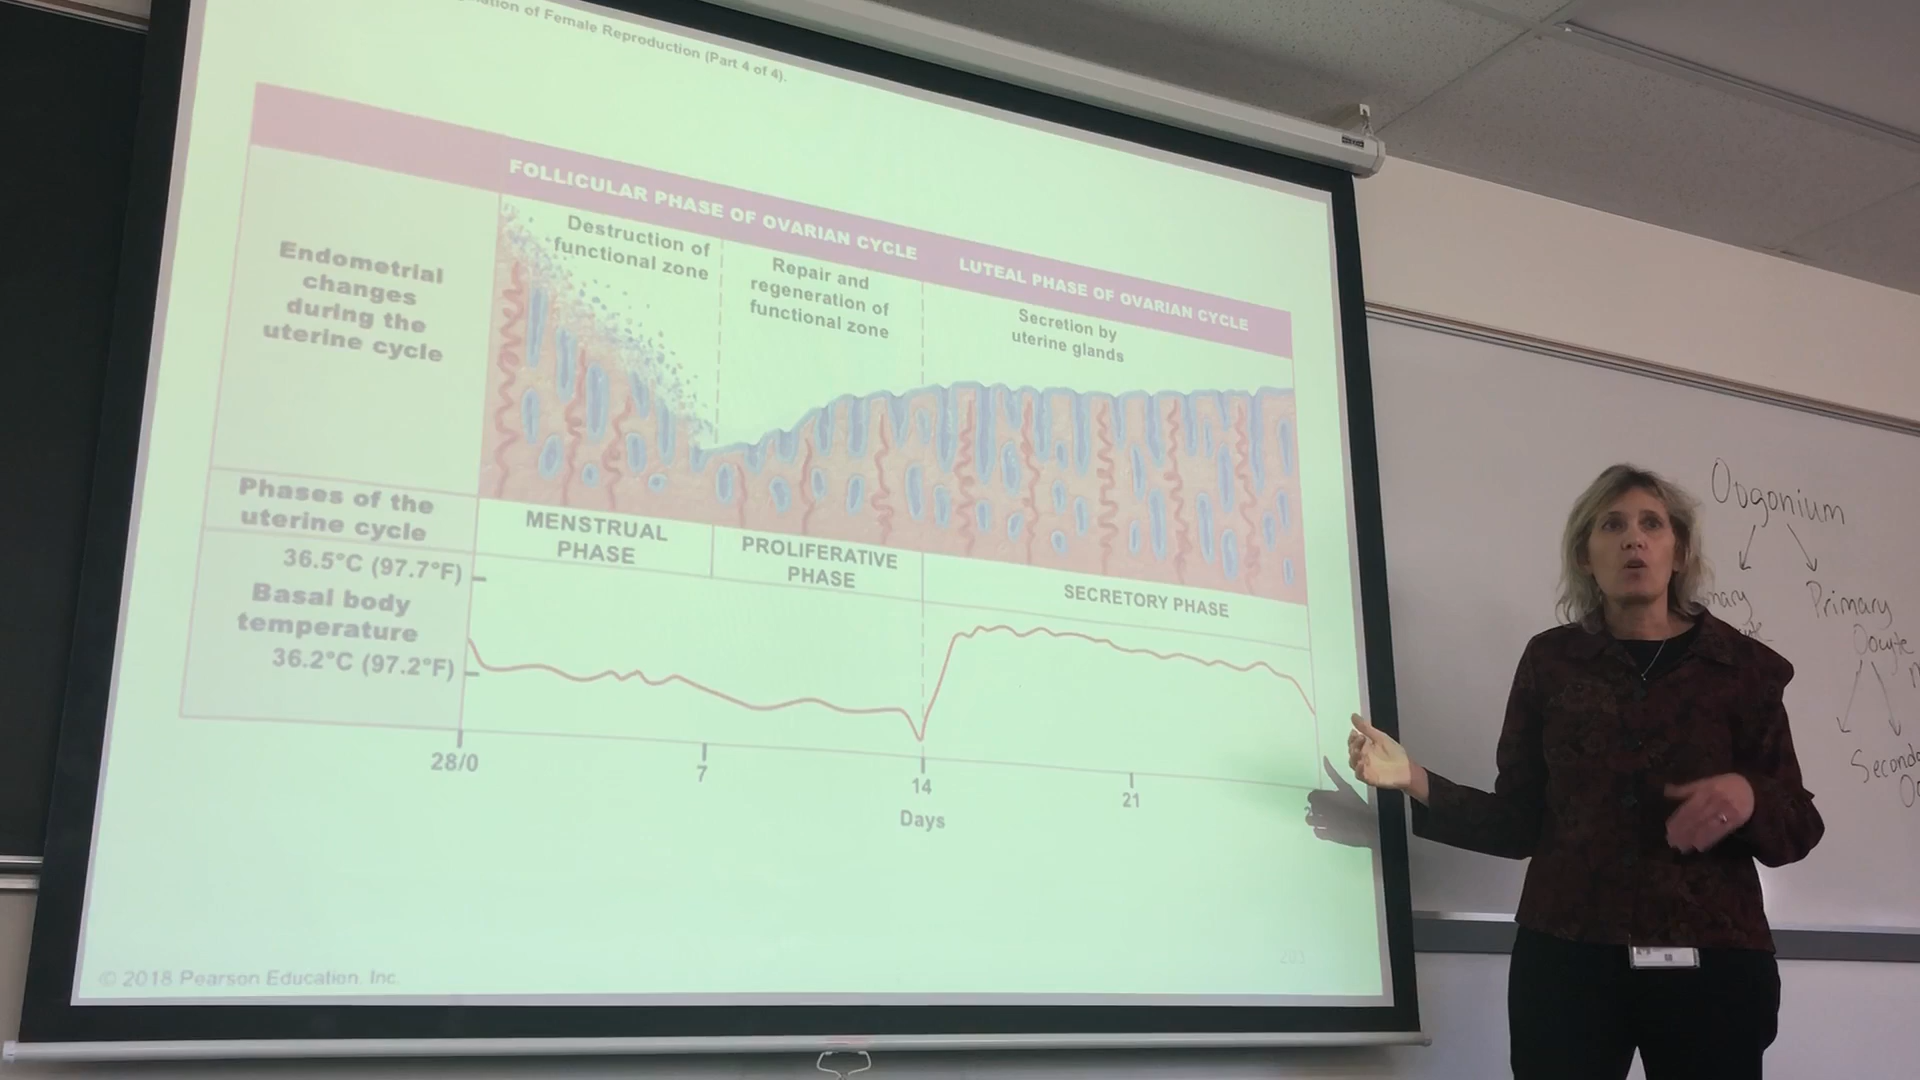 of Female Reproduction (Part 4 of 4).
FOLLICULAR PHASE OF OVARIAN CYCLE
LUTEAL PHASE OF OVARIAN CYCLE
Endometrial
changes
during the
uterine cycle
Destruction of
functional zone
Repair and
regeneration of
functional zone
Secretion by
uterine glands
Phases of the
uterine cycle
MENSTRUAL
PHASE
PROLIFERATIVE
PHASE
SECRETORY PHASE
36.5°C (97.7°F)
Basal body
temperature
36.2°C (97.2°F)
28/0
7
14
21
Days
© 2018 Pearson Education, Inc.
203
Oogonium
Primary
Oocyte